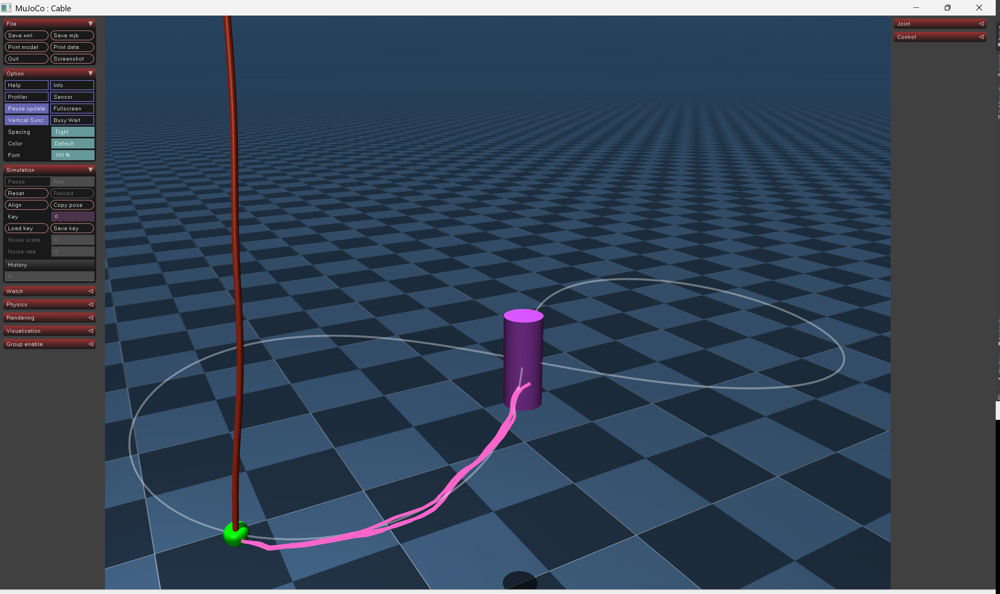 MuJoCo : Cable
File
Save xml Save mjb
Print model Print data
Quit Screenshot
Option
Help Info
Profiler Sensor
Pause update Fullscreen
Vertical Sync Busy Wait
Spacing Tight
Color Default
Font 100 %
Simulation
Pause Run
Reset Reload
Align Copy pose
Key 0
Load key Save key
Noise scale 0
Noise rate 0
History
0
Watch
Physics
Rendering
Visualization
Group enable
Joint
Control